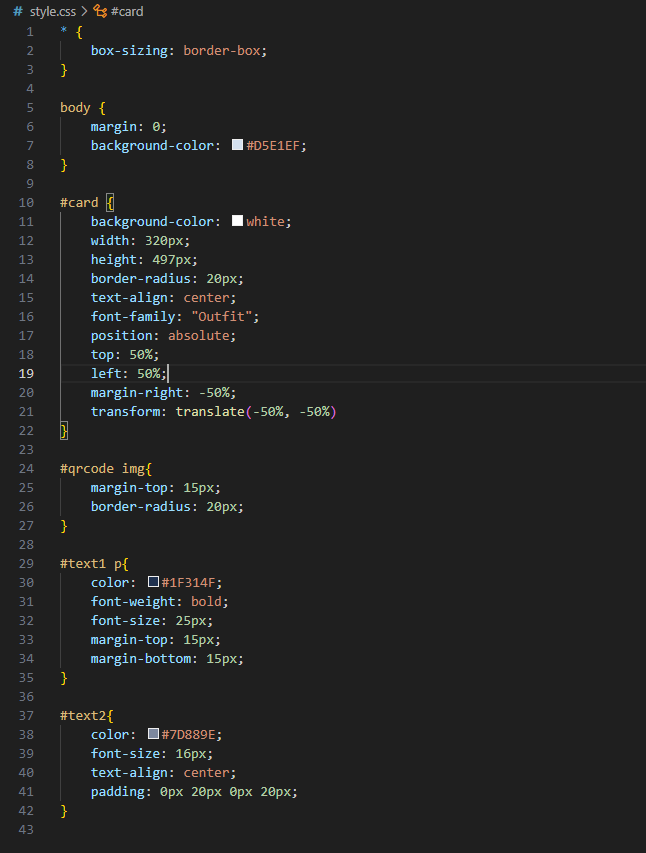 # style.css > #card
1 * {
2     box-sizing: border-box;
3 }
4
5 body {
6     margin: 0;
7     background-color: #D5E1EF;
8 }
9
10 #card {
11     background-color: white;
12     width: 320px;
13     height: 497px;
14     border-radius: 20px;
15     text-align: center;
16     font-family: "Outfit";
17     position: absolute;
18     top: 50%;
19     left: 50%;
20     margin-right: -50%;
21     transform: translate(-50%, -50%)
22 }
23
24 #qrcode img{
25     margin-top: 15px;
26     border-radius: 20px;
27 }
28
29 #text1 p{
30     color: #1F314F;
31     font-weight: bold;
32     font-size: 25px;
33     margin-top: 15px;
34     margin-bottom: 15px;
35 }
36
37 #text2{
38     color: #7D889E;
39     font-size: 16px;
40     text-align: center;
41     padding: 0px 20px 0px 20px;
42 }
43